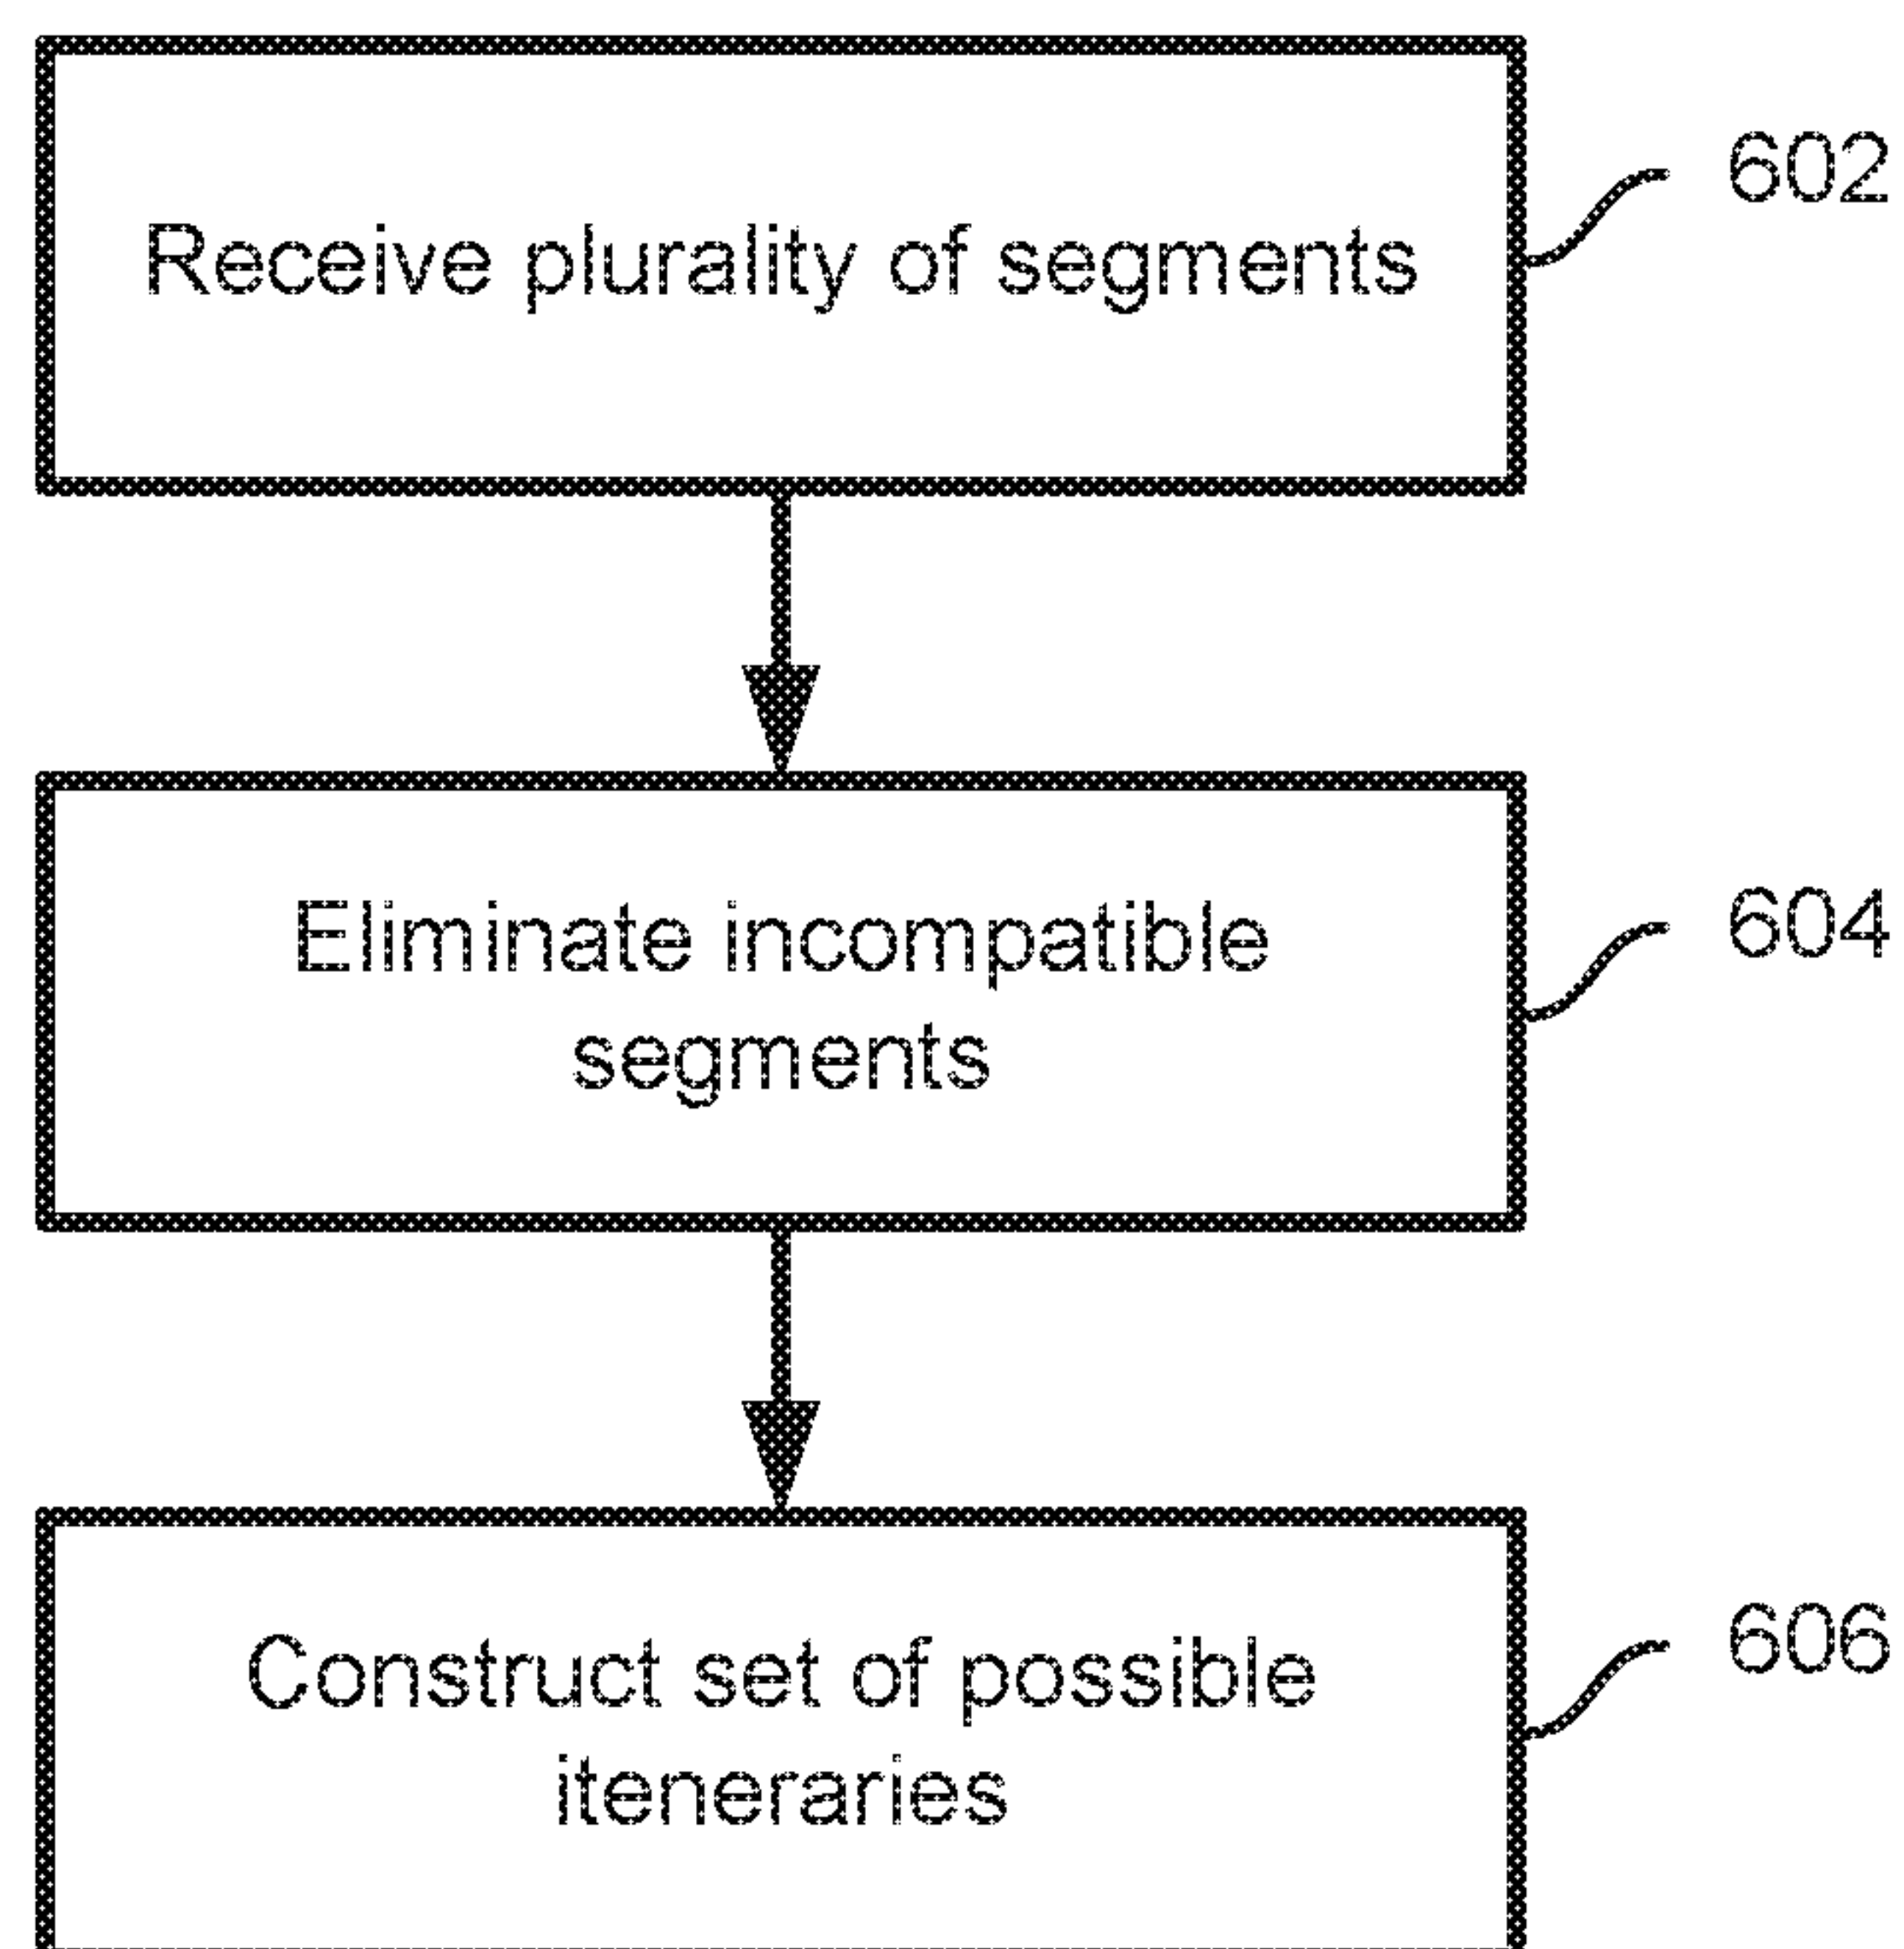 Receive plurality of segments
602
Eliminate incompatible
segments
604
Construct set of possible
iteneraries
606